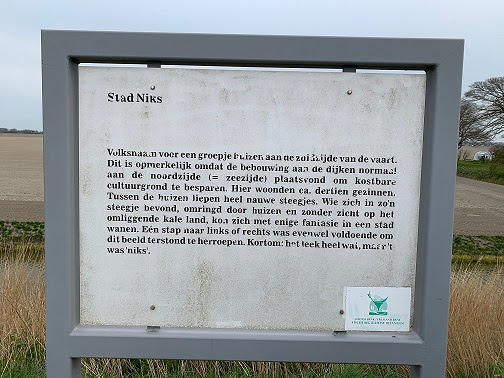 Stad Niks
Volksnaam voor een groepje huizen aan de zuidzijde van de vaart.
Dit is opmerkelijk omdat de bebouwing aan de dijken normaal
aan de noordzijde (= zeezijde) plaatsvond om kostbare
cultuurgrond te besparen. Hier woonden ca. dertien gezinnen.
Tussen de huizen liepen heel nauwe steegjes. Wie zich in zo'n
steegje bevond, omringd door huizen en zonder zicht op het
omliggende kale land, kon zich met enige fantasie in een stad
wanen. Eén stap naar links of rechts was evenwel voldoende om
dit beeld terstond te herroepen. Kortom: het leek heel wat, maar 't
was 'niks'.